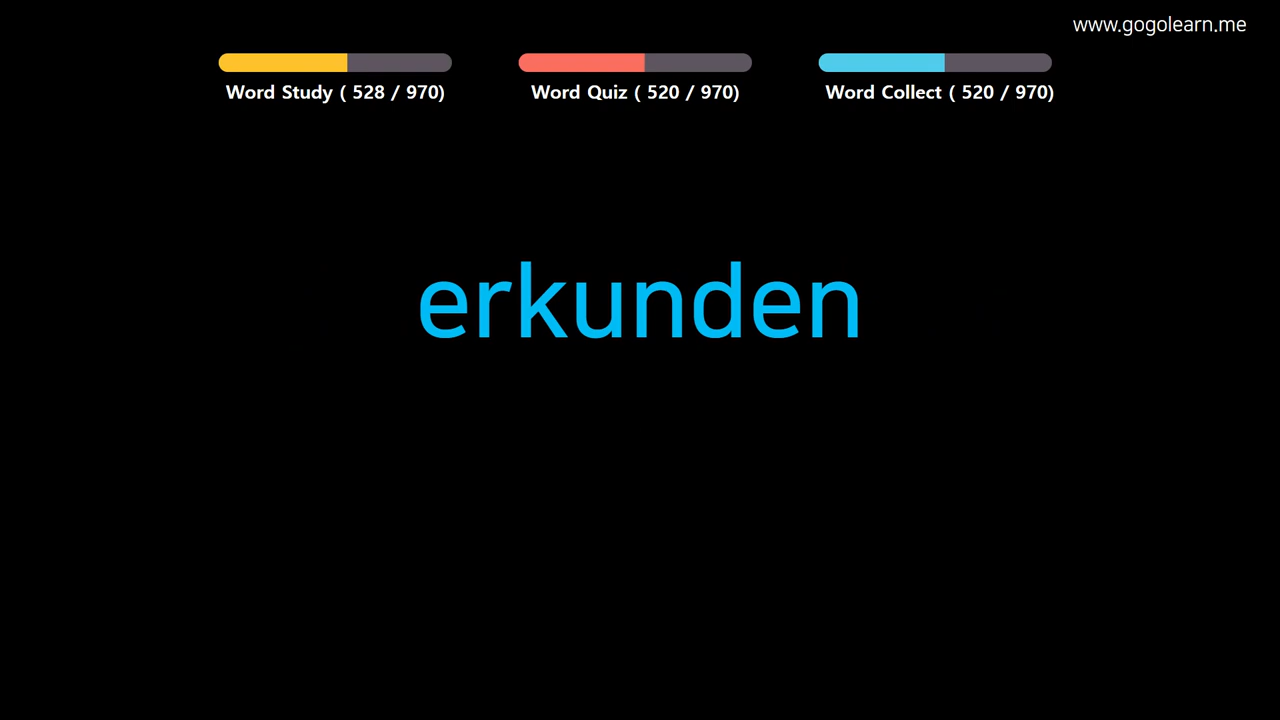 www.gogolearn.me
Word Study ( 528 / 970)
Word Quiz ( 520 / 970)
Word Collect ( 520 / 970)
erkunden